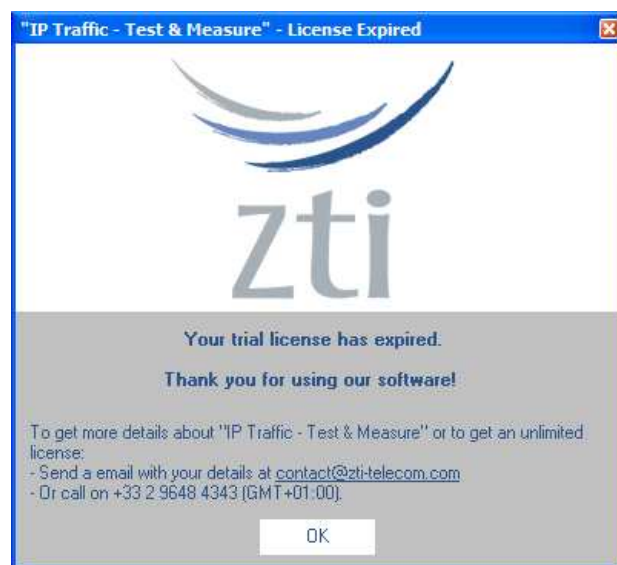 "IP Traffic - Test & Measure" - License Expired
zti
Your trial license has expired.
Thank you for using our software!
To get more details about "IP Traffic - Test & Measure" or to get an unlimited
license:
- Send a email with your details at contact@zti-telecom.com
- Or call on +33 2 9648 4343 (GMT+01:00).
OK